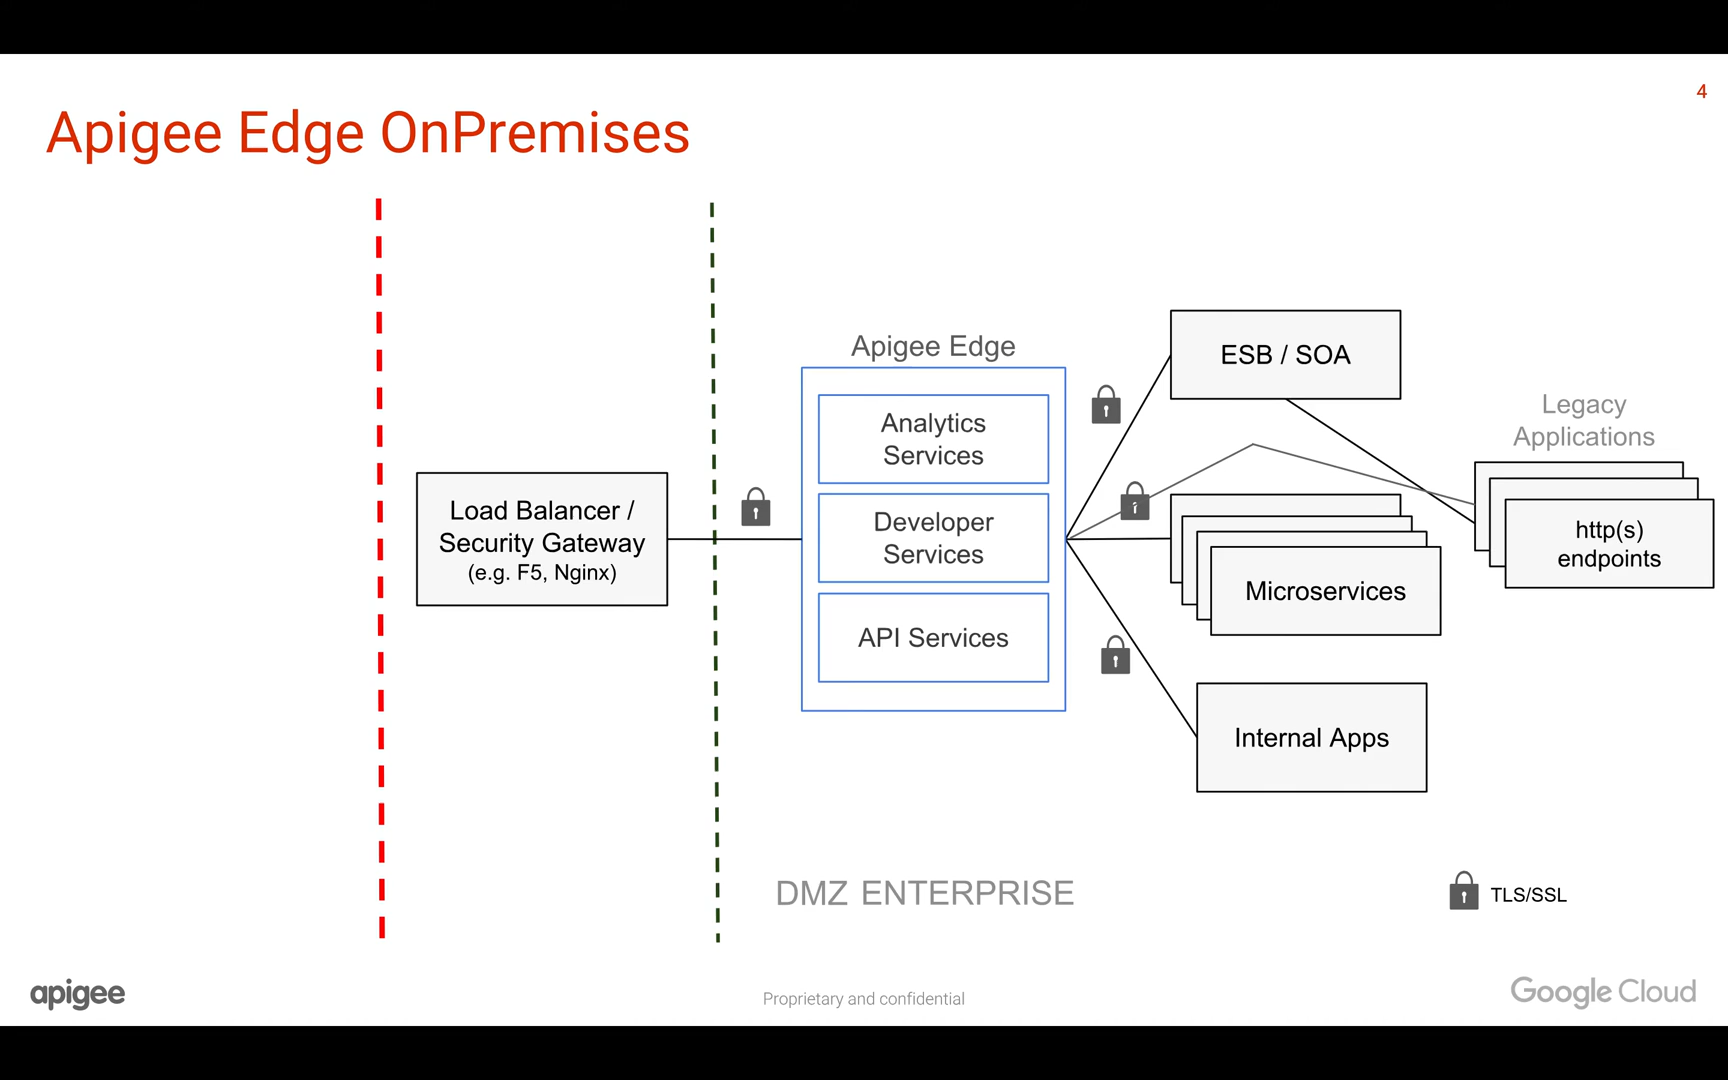 4
Apigee Edge OnPremises
Load Balancer /
Security Gateway
(e.g. F5, Nginx)
Apigee Edge
Analytics
Services
Developer
Services
API Services
ESB / SOA
Microservices
Internal Apps
Legacy
Applications
http(s)
endpoints
DMZ ENTERPRISE
TLS/SSL
apigee
Proprietary and confidential
Google Cloud